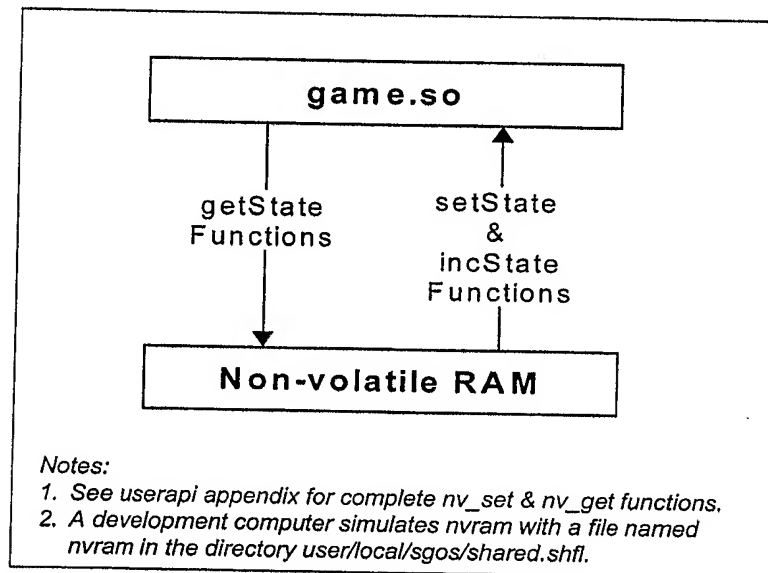 game.so
getState
Functions
setState
&
incState
Functions
Non-volatile RAM
Notes:
1. See userapi appendix for complete nv_set & nv_get functions.
2. A development computer simulates nvram with a file named
nvram in the directory user/local/sgos/shared.shfl.